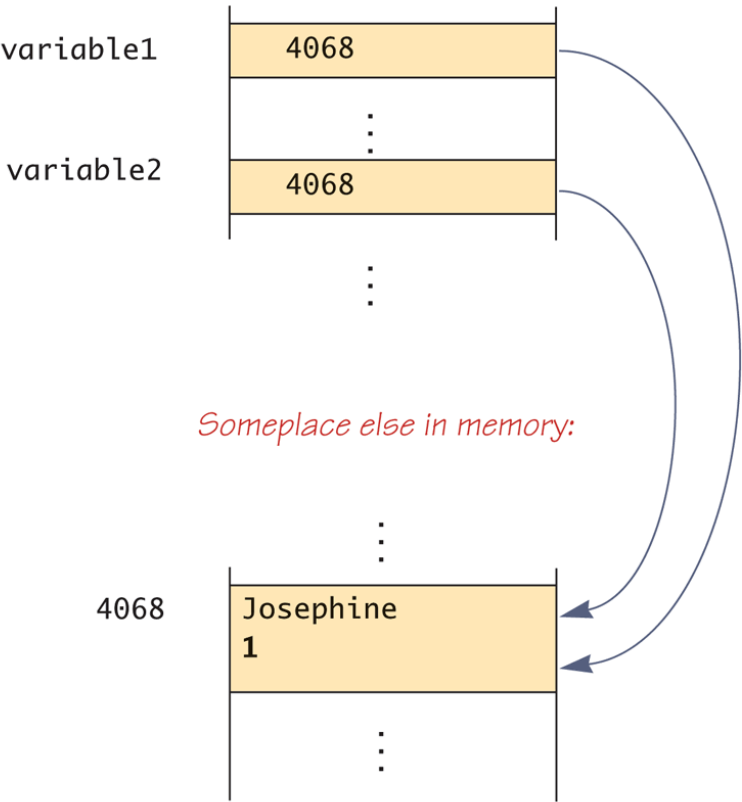 variable1
4068
variable2
4068
Someplace else in memory:
4068
Josephine
1